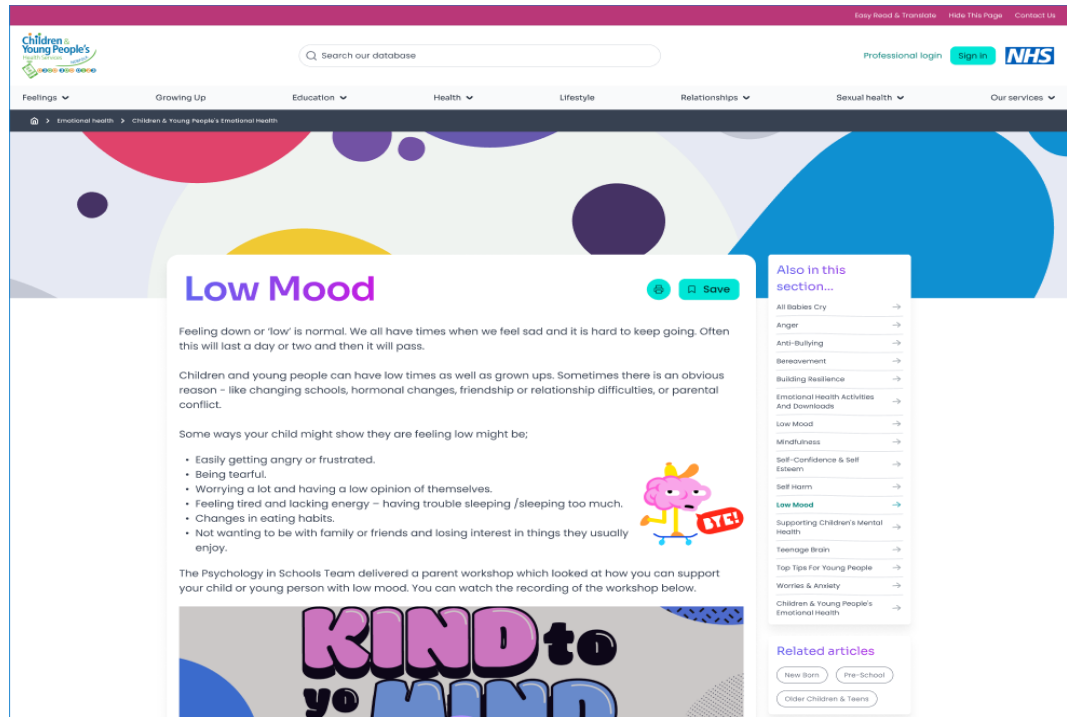 Easy Read & Translate Hide This Page Contact Us
Children &
Young People's
Health Services
Search our database
Professional login Sign in NHS
Feelings Growing Up Education Health Lifestyle Relationships Sexual health Our services
Emotional health > Children & Young People's Emotional Health
Low Mood
Save
Feeling down or 'low' is normal. We all have times when we feel sad and it is hard to keep going. Often
this will last a day or two and then it will pass.
Children and young people can have low times as well as grown ups. Sometimes there is an obvious
reason - like changing schools, hormonal changes, friendship or relationship difficulties, or parental
conflict.
Some ways your child might show they are feeling low might be;
• Easily getting angry or frustrated.
• Being tearful.
• Worrying a lot and having a low opinion of themselves.
• Feeling tired and lacking energy – having trouble sleeping /sleeping too much.
• Changes in eating habits.
• Not wanting to be with family or friends and losing interest in things they usually
enjoy.
BYE!
The Psychology in Schools Team delivered a parent workshop which looked at how you can support
your child or young person with low mood. You can watch the recording of the workshop below.
KIND to
yo MIND
Also in this
section...
All Babies Cry
Anger
Anti-Bullying
Bereavement
Building Resilience
Emotional Health Activities
And Downloads
Low Mood
Mindfulness
Self-Confidence & Self
Esteem
Self Harm
Low Mood
Supporting Children's Mental
Health
Teenage Brain
Top Tips For Young People
Worries & Anxiety
Children & Young People's
Emotional Health
Related articles
New Born Pre-School
Older Children & Teens